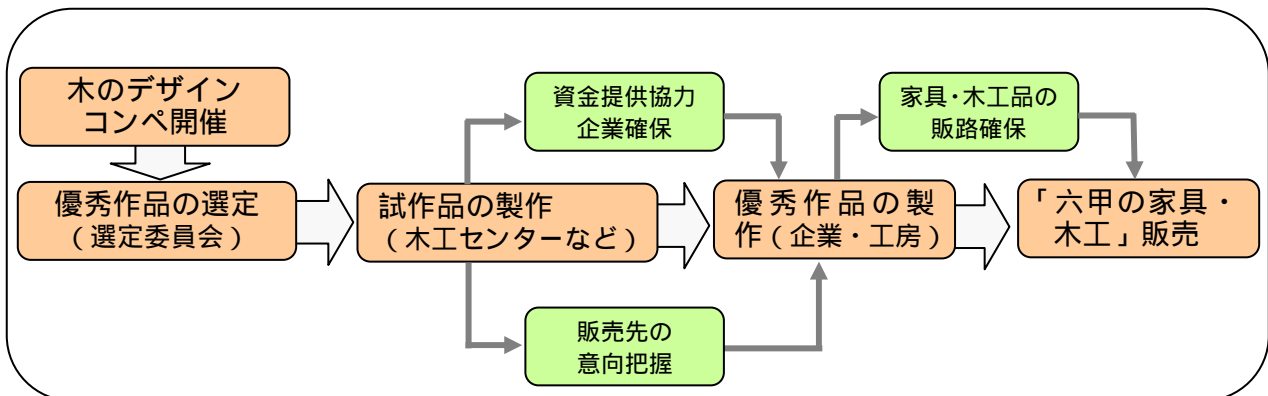 木のデザイン
コンペ開催
優秀作品の選定
(選定委員会)
試作品の製作
(木工センターなど)
資金提供協力
企業確保
販売先の
意向把握
優秀作品の製
作(企業・工房)
家具・木工品の
販路確保
「六甲の家具・
木工」販売